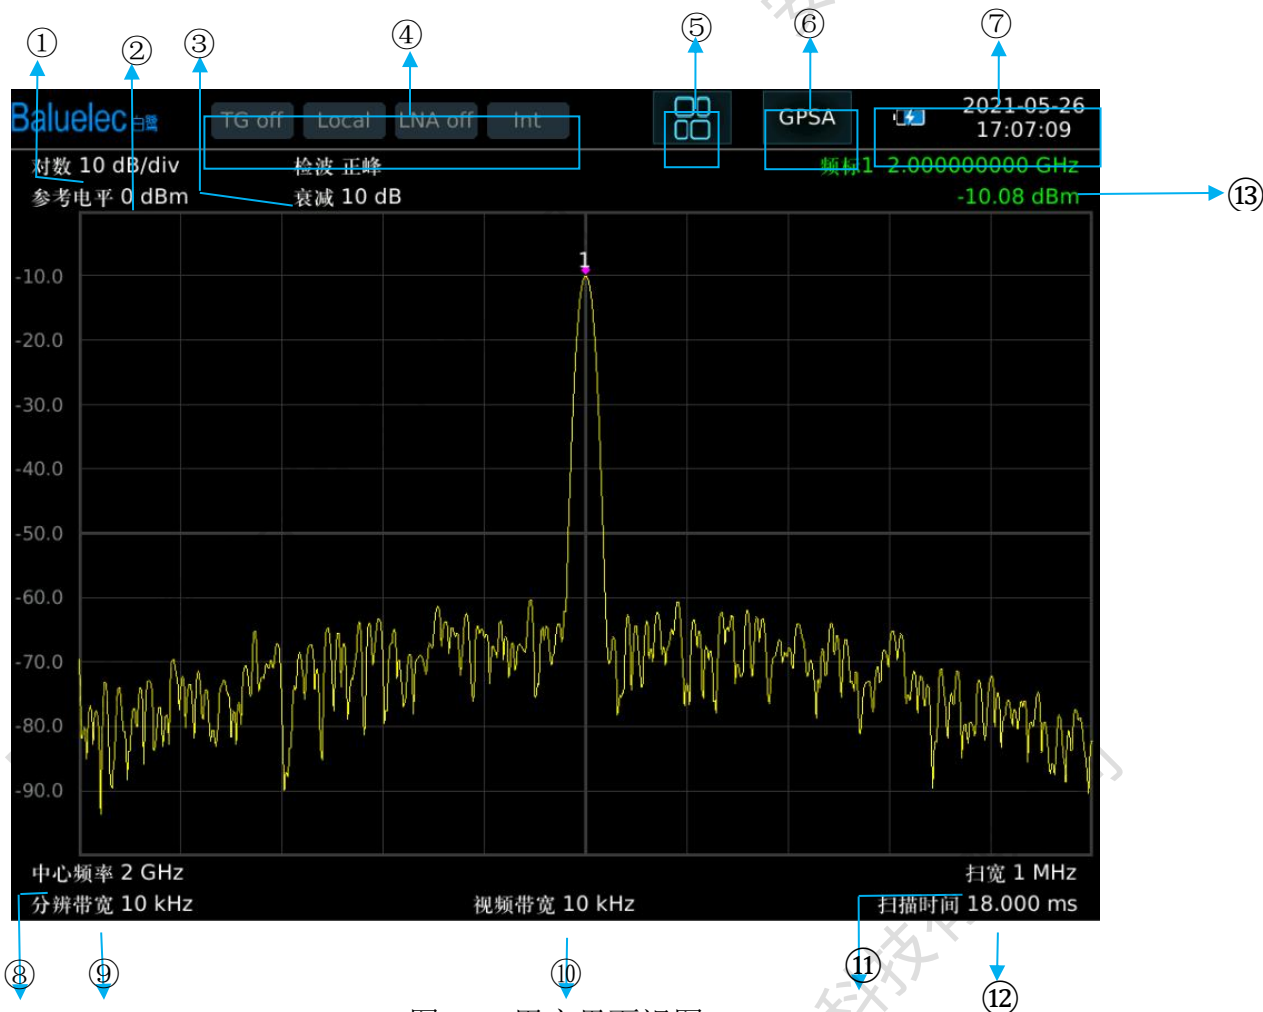 ① ② ③ ④ ⑤ ⑥ ⑦
Baluelec 白鹭 TG off Local LNA off Int GPSA 2021-05-26
17:07:09
对数 10 dB/div 检波 正峰 频标1 2.000000000 GHz
参考电平 0 dBm 衰减 10 dB -10.08 dBm ⑬
1
-10.0
-20.0
-30.0
-40.0
-50.0
-60.0
-70.0
-80.0
-90.0
中心频率 2 GHz 扫宽 1 MHz
分辨带宽 10 kHz 视频带宽 10 kHz 扫描时间 18.000 ms
⑧ ⑨ ⑩ ⑪ ⑫
科技有